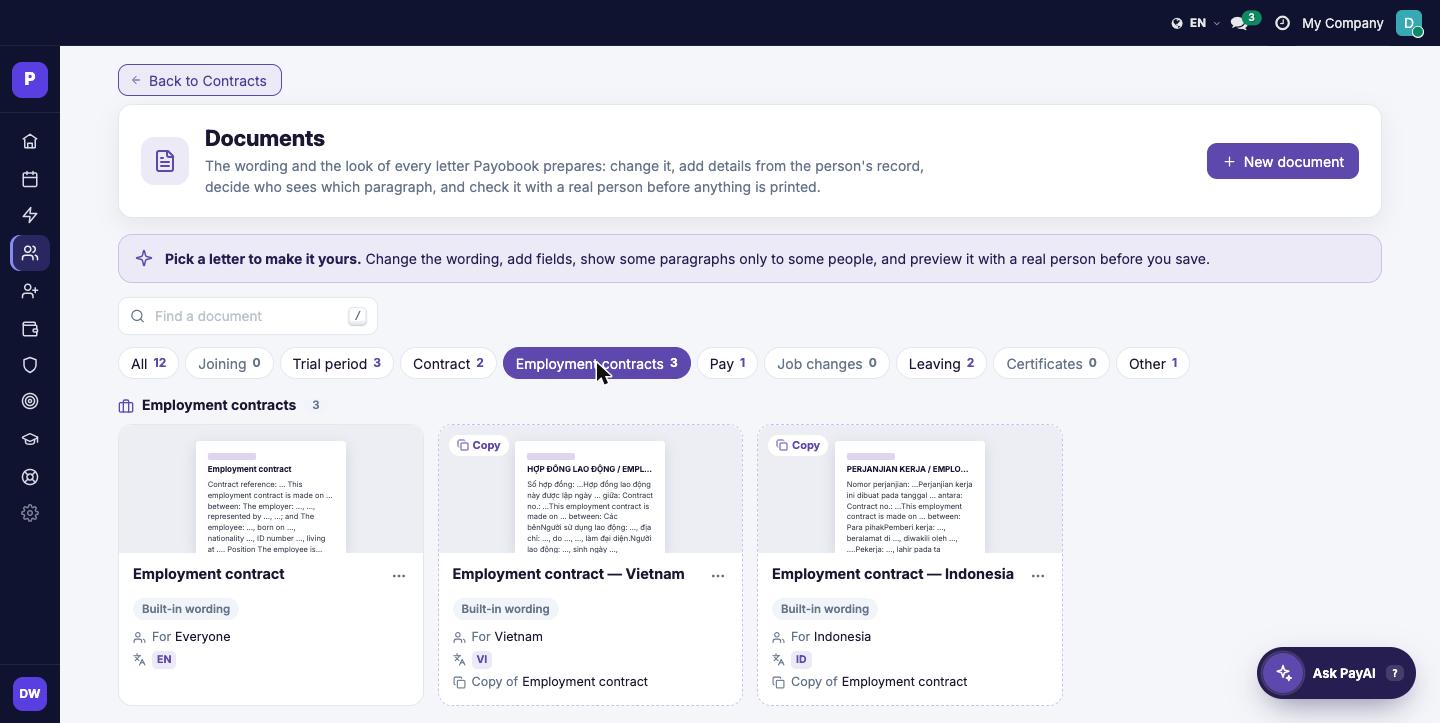 EN
3
My Company
D
P
← Back to Contracts
Documents
The wording and the look of every letter Payobook prepares: change it, add details from the person's record,
decide who sees which paragraph, and check it with a real person before anything is printed.
+ New document
Pick a letter to make it yours. Change the wording, add fields, show some paragraphs only to some people, and preview it with a real person before you save.
Find a document /
All 12 Joining 0 Trial period 3 Contract 2 Employment contracts 3 Pay 1 Job changes 0 Leaving 2 Certificates 0 Other 1
Employment contracts 3
Employment contract
Contract reference: ... This
employment contract is made on ...
between: The employer: ..., ...,
represented by ..., ...; and The
employee: ..., born on ...,
nationality ..., ID number ..., living
at .... Position The employee is...
Employment contract
...
Built-in wording
For Everyone
EN
Copy
HỢP ĐỒNG LAO ĐỘNG / EMPL...
Số hợp đồng: ...Hợp đồng lao động
này được lập ngày ... giữa: Contract
no.: ...This employment contract is
made on ... between: Các
bênNgười sử dụng lao động: ..., địa
chỉ: ..., do ..., ..., làm đại diện.Người
lao động: ..., sinh ngày ...,
Employment contract — Vietnam
...
Built-in wording
For Vietnam
VI
Copy of Employment contract
Copy
PERJANJIAN KERJA / EMPLO...
Nomor perjanjian: ...Perjanjian kerja
ini dibuat pada tanggal ... antara:
Contract no.: ...This employment
contract is made on ... between:
Para pihakPemberi kerja: ...,
beralamat di ..., diwakili oleh ...,
....Pekerja: ..., lahir pada ta
Employment contract — Indonesia
...
Built-in wording
For Indonesia
ID
Copy of Employment contract
Ask PayAI ?
DW